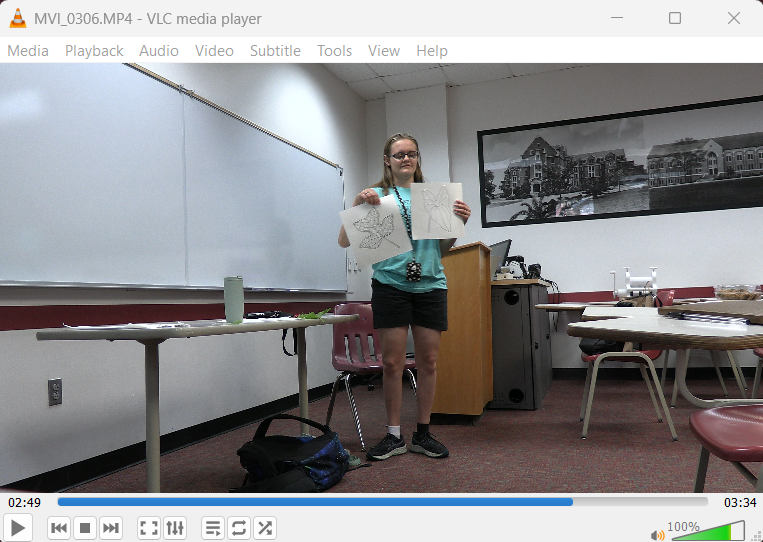 MVI_0306.MP4 - VLC media player
Media Playback Audio Video Subtitle Tools View Help
02:49 03:34
100%